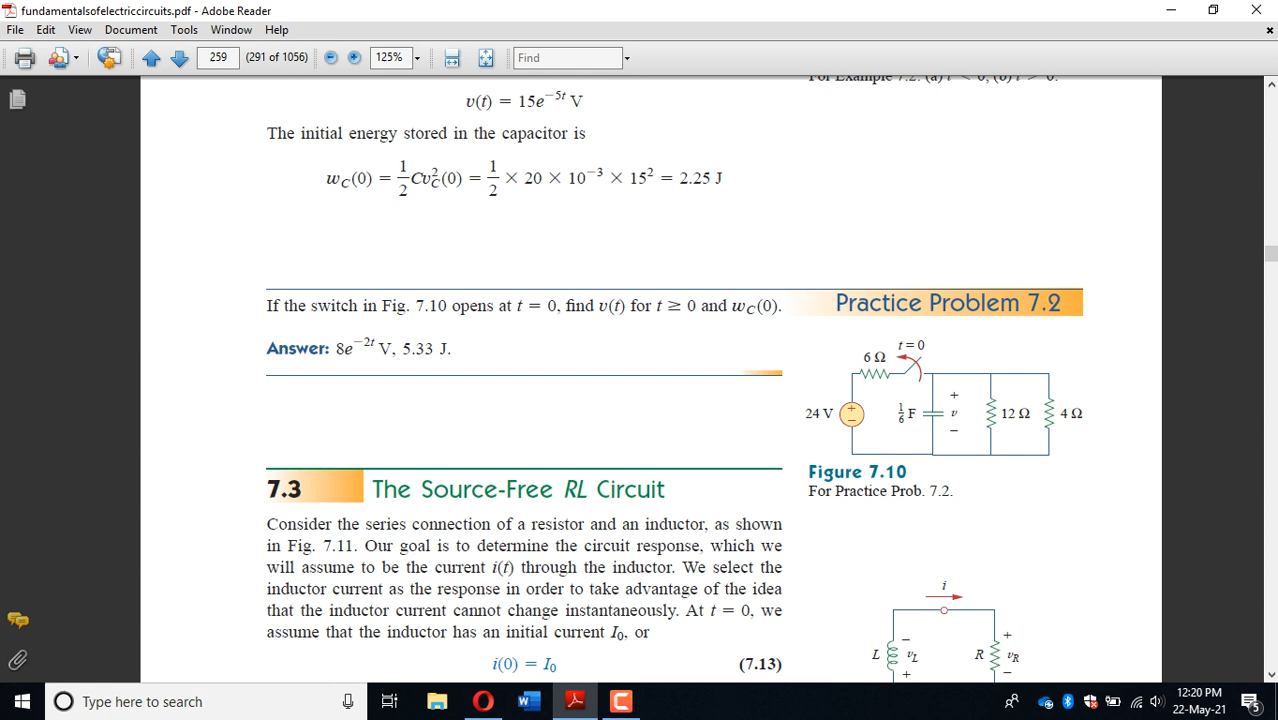 fundamentalsofelectriccircuits.pdf - Adobe Reader
File Edit View Document Tools Window Help
259 (291 of 1056) 125% Find
For Example 7.2: (a) t < 0, (b) t > 0.
v(t) = 15e^−5t V
The initial energy stored in the capacitor is
w_C(0) = 1/2 Cv_C^2(0) = 1/2 × 20 × 10^−3 × 15^2 = 2.25 J
If the switch in Fig. 7.10 opens at t = 0, find v(t) for t ≥ 0 and w_C(0).
Answer: 8e^−2t V, 5.33 J.
Practice Problem 7.2
t = 0
6 Ω
+
24 V + − 1/6 F v 12 Ω 4 Ω
−
Figure 7.10
For Practice Prob. 7.2.
7.3 The Source-Free RL Circuit
Consider the series connection of a resistor and an inductor, as shown
in Fig. 7.11. Our goal is to determine the circuit response, which we
will assume to be the current i(t) through the inductor. We select the
inductor current as the response in order to take advantage of the idea
that the inductor current cannot change instantaneously. At t = 0, we
assume that the inductor has an initial current I_0, or
i(0) = I_0 (7.13)
i
− +
L v_L R v_R
+ −
Type here to search
12:20 PM
22-May-21
5